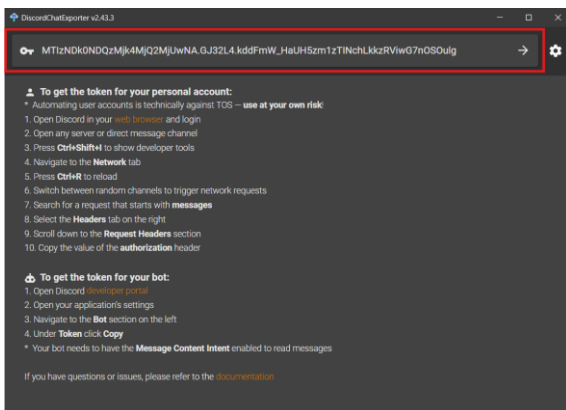 DiscordChatExporter v2.43.3
To get the token for your personal account:
* Automating user accounts is technically against TOS — use at your own risk!
1. Open Discord in your web browser and login
2. Open any server or direct message channel
3. Press Ctrl+Shift+I to show developer tools
4. Navigate to the Network tab
5. Press Ctrl+R to reload
6. Switch between random channels to trigger network requests
7. Search for a request that starts with messages
8. Select the Headers tab on the right
9. Scroll down to the Request Headers section
10. Copy the value of the authorization header
To get the token for your bot:
1. Open Discord developer portal
2. Open your application's settings
3. Navigate to the Bot section on the left
4. Under Token click Copy
* Your bot needs to have the Message Content Intent enabled to read messages
If you have questions or issues, please refer to the documentation